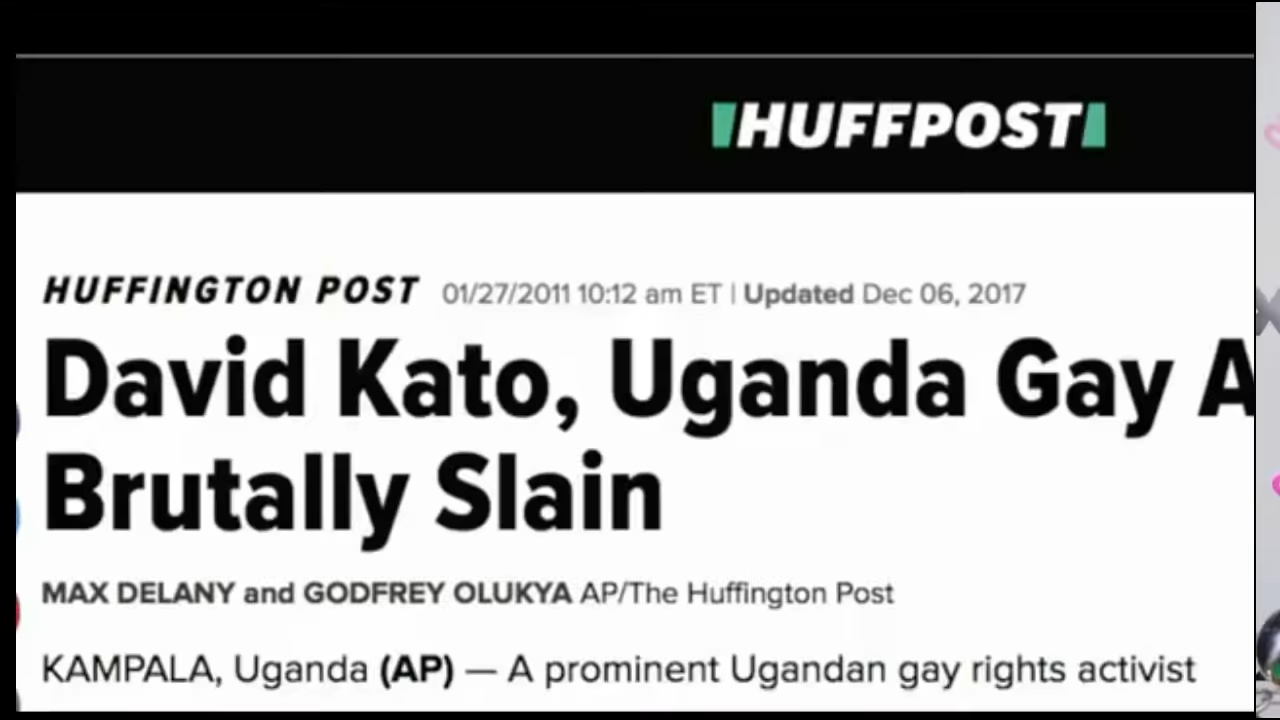 HUFFPOST
HUFFINGTON POST 01/27/2011 10:12 am ET | Updated Dec 06, 2017
David Kato, Uganda Gay A
Brutally Slain
MAX DELANY and GODFREY OLUKYA AP/The Huffington Post
KAMPALA, Uganda (AP) — A prominent Ugandan gay rights activist